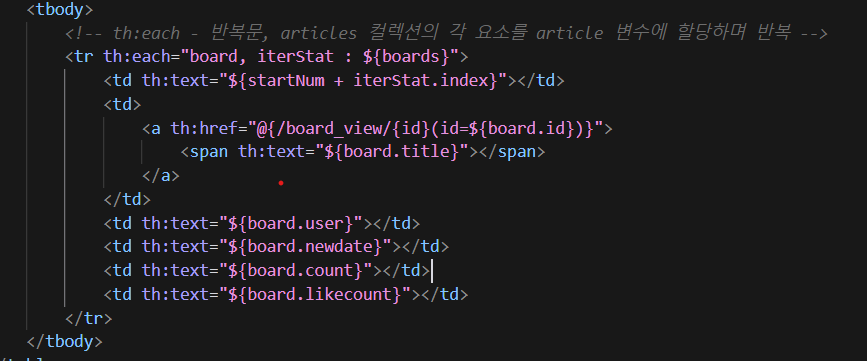 <tbody>
<!-- th:each - 반복문, articles 컬렉션의 각 요소를 article 변수에 할당하며 반복 -->
<tr th:each="board, iterStat : ${boards}">
<td th:text="${startNum + iterStat.index}"></td>
<td>
<a th:href="@{/board_view/{id}(id=${board.id})}">
<span th:text="${board.title}"></span>
</a>
</td>
<td th:text="${board.user}"></td>
<td th:text="${board.newdate}"></td>
<td th:text="${board.count}"></td>
<td th:text="${board.likecount}"></td>
</tr>
</tbody>